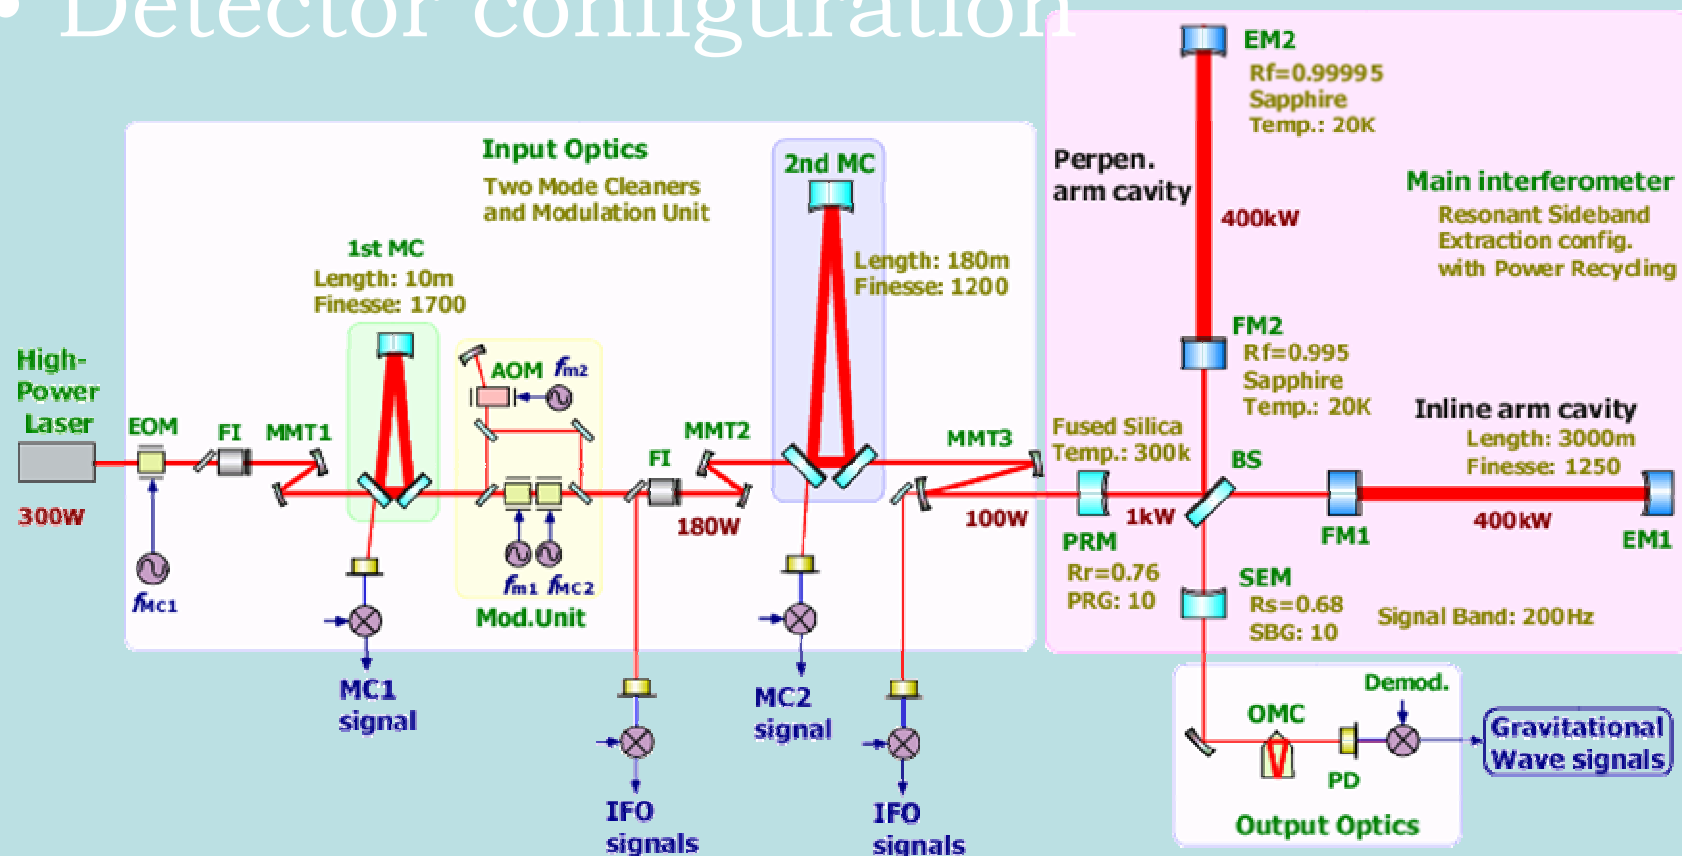 • Detector configuration
Input Optics
Two Mode Cleaners
and Modulation Unit
1st MC
Length: 10m
Finesse: 1700
2nd MC
Length: 180m
Finesse: 1200
High-
Power
Laser
300W
EOM
fMC1
FI
MMT1
AOM
fm2
fm1
fMC2
Mod.Unit
MC1
signal
FI
MMT2
180W
IFO
signals
MC2
signal
MMT3
100W
IFO
signals
EM2
Rf=0.99995
Sapphire
Temp.: 20K
Perpen.
arm cavity
400kW
Main interferometer
Resonant Sideband
Extraction config.
with Power Recycling
FM2
Rf=0.995
Sapphire
Temp.: 20K
Inline arm cavity
Length: 3000m
Finesse: 1250
Fused Silica
Temp.: 300k
BS
PRM
1kW
Rr=0.76
PRG: 10
FM1
400kW
EM1
SEM
Rs=0.68
SBG: 10
Signal Band: 200Hz
Demod.
OMC
PD
Gravitational
Wave signals
Output Optics